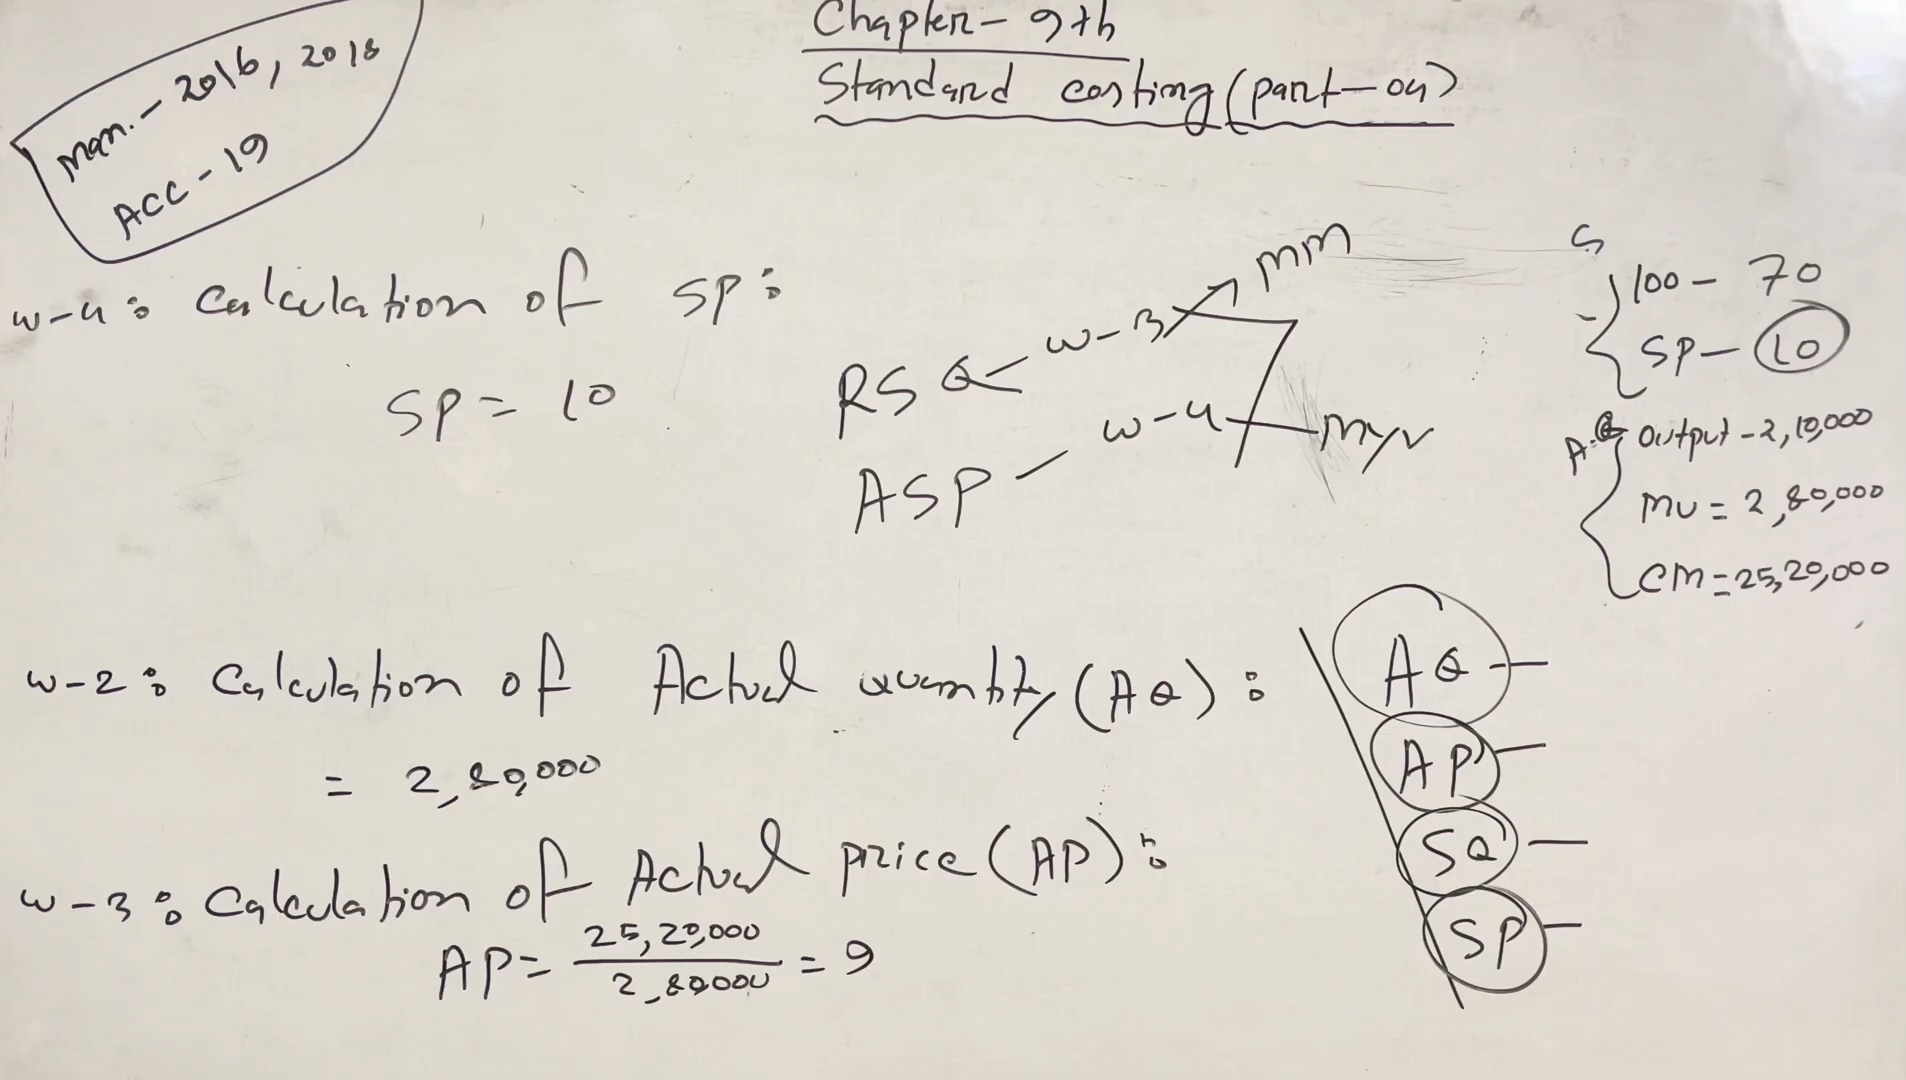 Chapter - 9th
Standard costing (part-04)
Man. - 2016, 2018
ACC - 19
w-4: Calculation of SP:
SP = 10
RSQ w-3 MM
ASP w-4 Myv
S
100 - 70
SP - 10
A.Q Output - 2,10,000
MU = 2,80,000
CM = 25,20,000
w-2: Calculation of Actual quantity (AQ):
= 2,80,000
w-3: Calculation of Actual price (AP):
AP = 25,20,000 / 2,80000 = 9
AQ -
AP -
SQ -
SP -